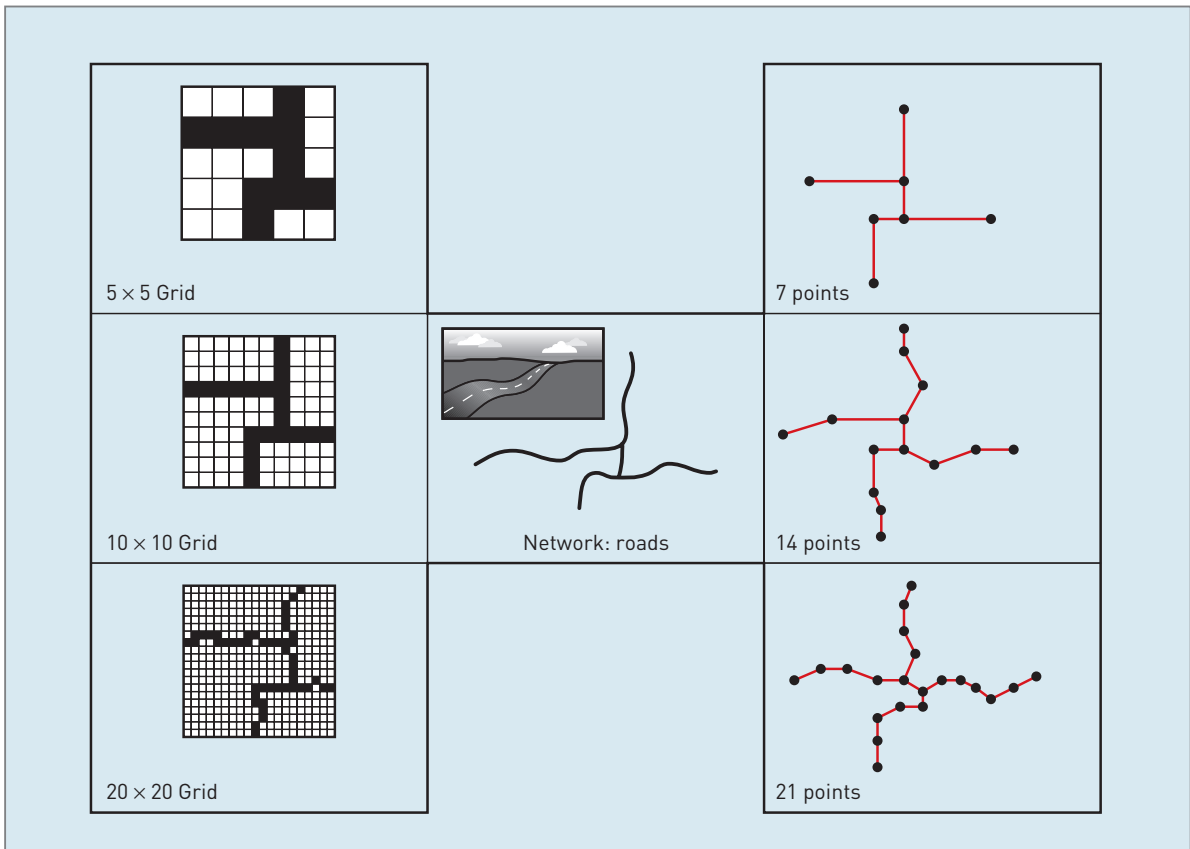 5 × 5 Grid
7 points
10 × 10 Grid
Network: roads
14 points
20 × 20 Grid
21 points